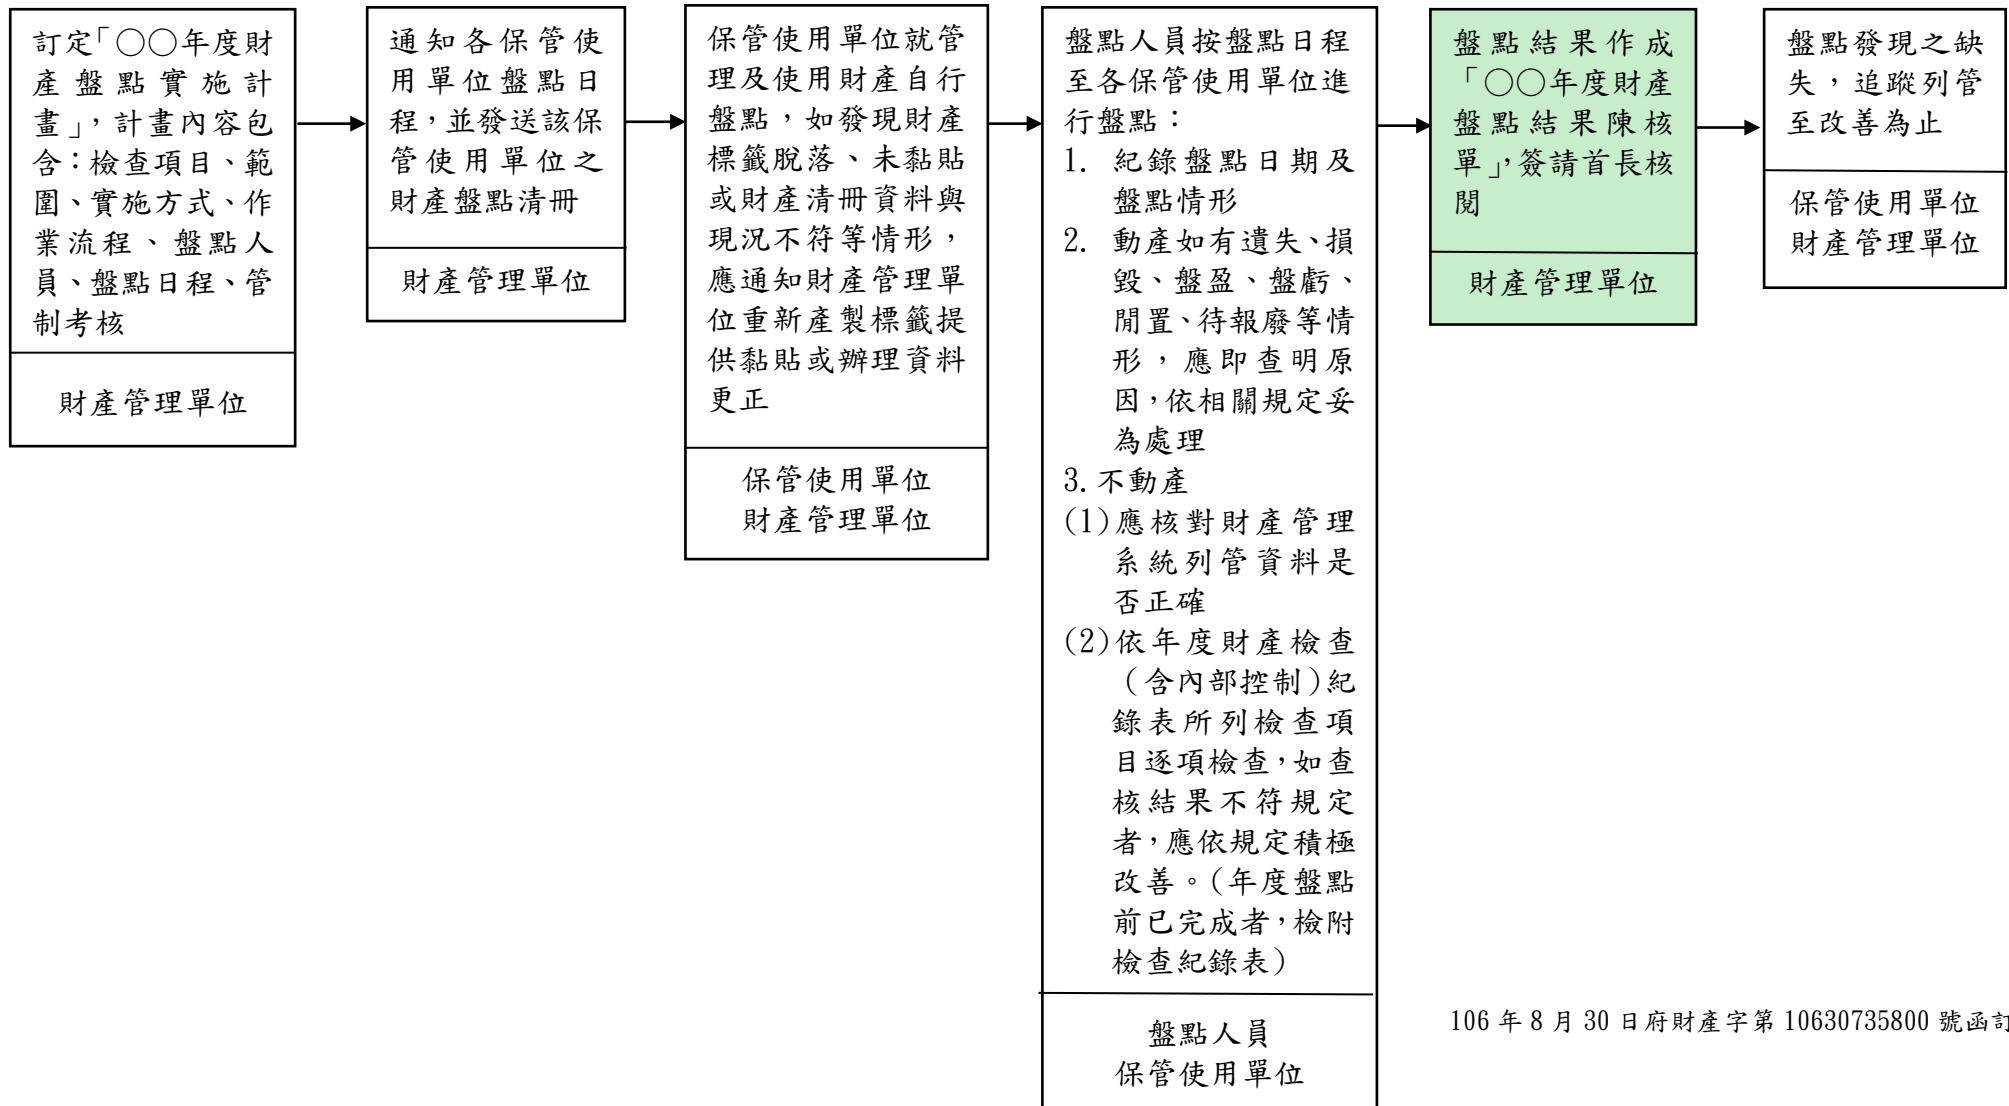 訂定「○○年度財
產盤點實施計
畫」，計畫內容包
含：檢查項目、範
圍、實施方式、作
業流程、盤點人
員、盤點日程、管
制考核
財產管理單位
通知各保管使
用單位盤點日
程，並發送該保
管使用單位之
財產盤點清冊
財產管理單位
保管使用單位就管
理及使用財產自行
盤點，如發現財產
標籤脫落、未黏貼
或財產清冊資料與
現況不符等情形，
應通知財產管理單
位重新產製標籤提
供黏貼或辦理資料
更正
保管使用單位
財產管理單位
盤點人員按盤點日程
至各保管使用單位進
行盤點：
1. 紀錄盤點日期及
盤點情形
2. 動產如有遺失、損
毀、盤盈、盤虧、
閒置、待報廢等情
形，應即查明原
因，依相關規定妥
為處理
3.不動產
(1)應核對財產管理
系統列管資料是
否正確
(2)依年度財產檢查
（含內部控制）紀
錄表所列檢查項
目逐項檢查，如查
核結果不符規定
者，應依規定積極
改善。（年度盤點
前已完成者，檢附
檢查紀錄表）
盤點人員
保管使用單位
盤點結果作成
「○○年度財產
盤點結果陳核
單」，簽請首長核
閱
財產管理單位
盤點發現之缺
失，追蹤列管
至改善為止
保管使用單位
財產管理單位
106 年 8 月 30 日府財產字第 10630735800 號函訂